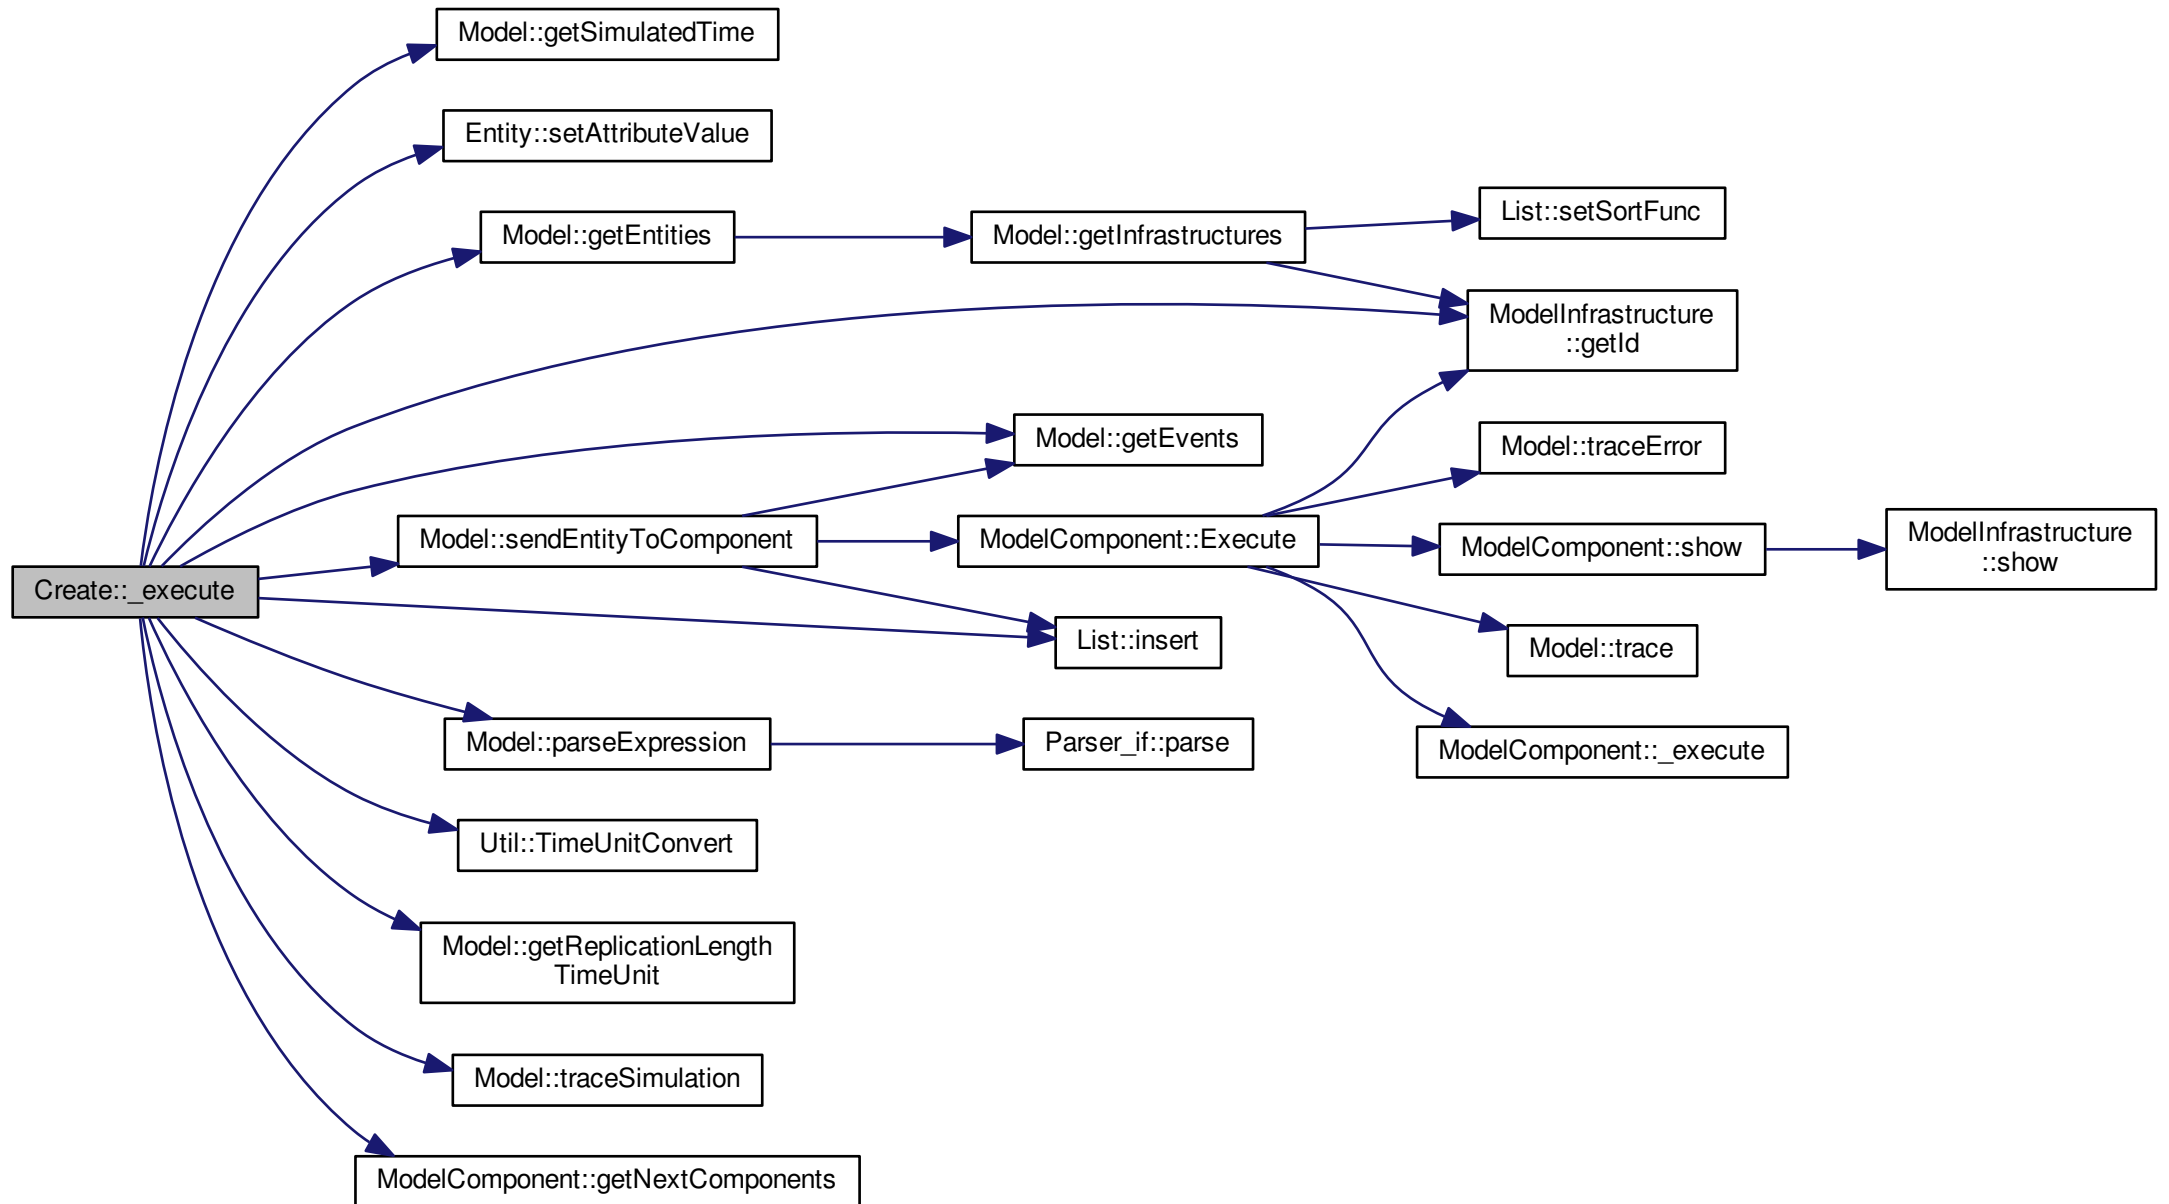 Model::getSimulatedTime
Entity::setAttributeValue
Model::getEntities
Model::getInfrastructures
List::setSortFunc
ModelInfrastructure
::getId
Model::getEvents
Model::traceError
Create::_execute
Model::sendEntityToComponent
ModelComponent::Execute
ModelComponent::show
ModelInfrastructure
::show
List::insert
Model::trace
Model::parseExpression
Parser_if::parse
ModelComponent::_execute
Util::TimeUnitConvert
Model::getReplicationLength
TimeUnit
Model::traceSimulation
ModelComponent::getNextComponents